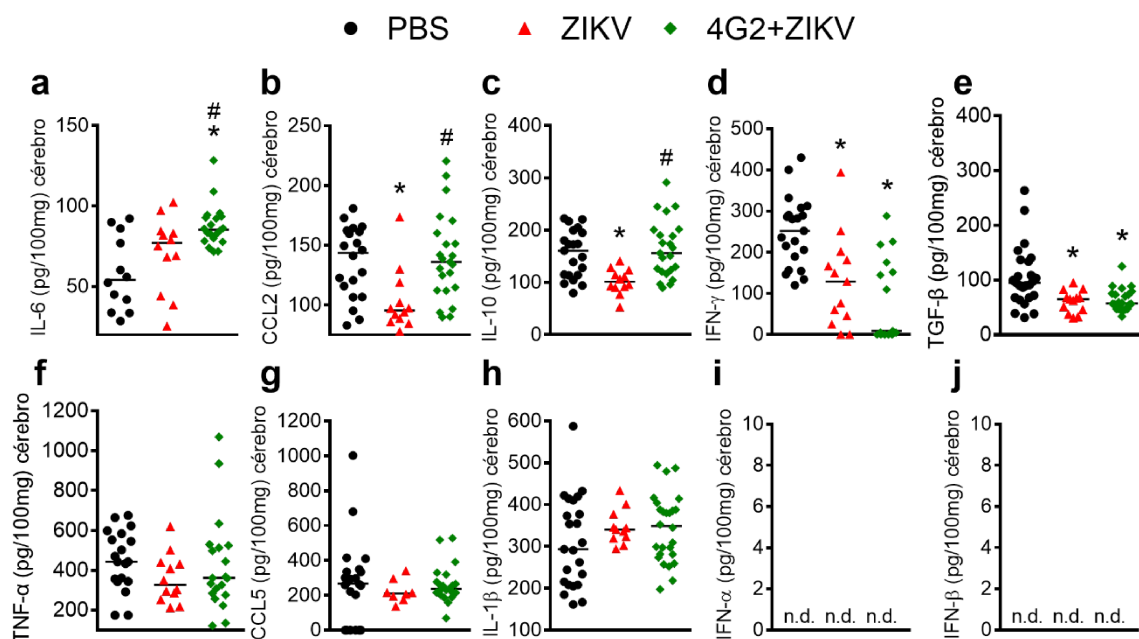 PBS ZIKV 4G2+ZIKV
a
IL-6 (pg/100mg) cérebro
150
100
50
#
*
b
CCL2 (pg/100mg) cérebro
250
200
150
100
*
#
c
IL-10 (pg/100mg) cérebro
400
300
200
100
0
*
#
d
IFN-γ (pg/100mg) cérebro
500
400
300
200
100
0
*
*
e
TGF-β (pg/100mg) cérebro
400
300
200
100
0
*
*
f
TNF-α (pg/100mg) cérebro
1200
1000
800
600
400
200
g
CCL5 (pg/100mg) cérebro
1200
1000
800
600
400
200
0
h
IL-1β (pg/100mg) cérebro
600
500
400
300
200
100
i
IFN-α (pg/100mg) cérebro
10
8
6
4
2
0
n.d. n.d. n.d.
j
IFN-β (pg/100mg) cérebro
10
8
6
4
2
0
n.d. n.d. n.d.